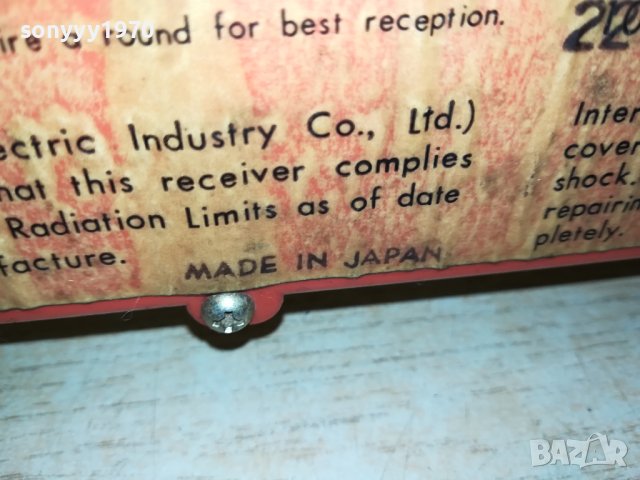 sonyyy1970
ire a round for best reception.
ectric Industry Co., Ltd.)
hat this receiver complies
Radiation Limits as of date
facture.
MADE IN JAPAN
Inter
cover
shock.
repairin
pletely.
BAZAR